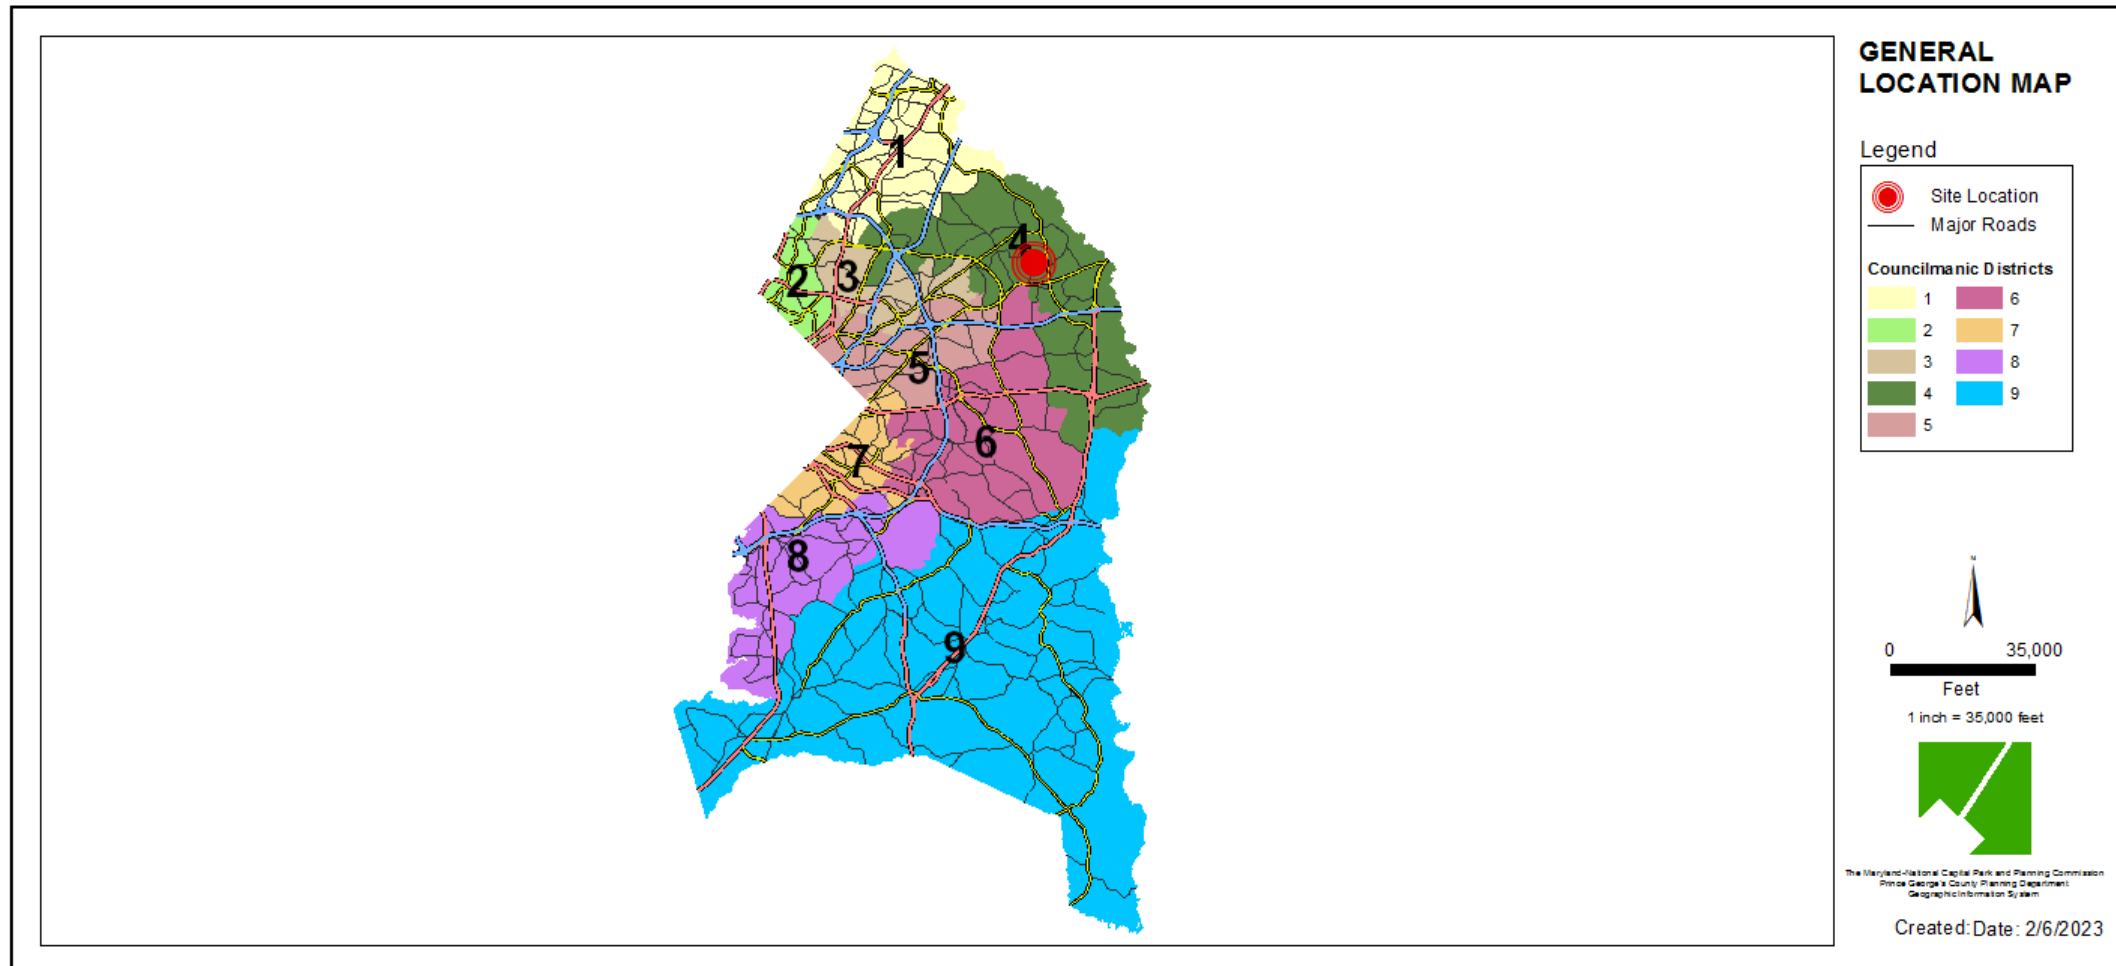 GENERAL
LOCATION MAP
Legend
Site Location
Major Roads
Councilmanic Districts
1 6
2 7
3 8
4 9
5
1
4
2
3
5
6
7
8
9
N
0 35,000
Feet
1 inch = 35,000 feet
The Maryland-National Capital Park and Planning Commission
Prince George's County Planning Department
Geographic Information System
Created: Date: 2/6/2023